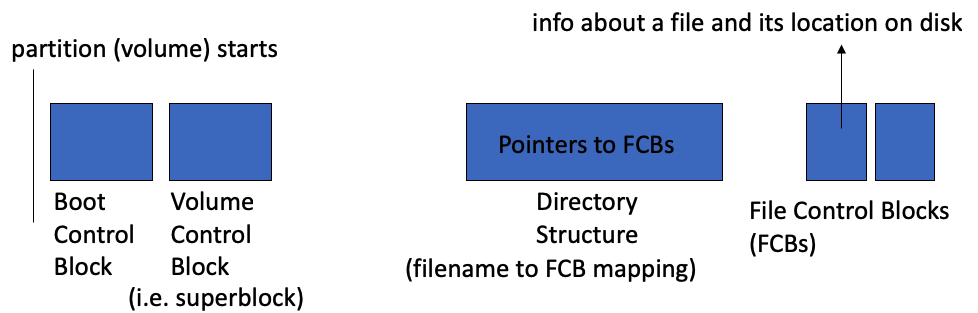 info about a file and its location on disk
partition (volume) starts
Pointers to FCBs
Boot
Control
Block
Volume
Control
Block
(i.e. superblock)
Directory
Structure
(filename to FCB mapping)
File Control Blocks
(FCBs)